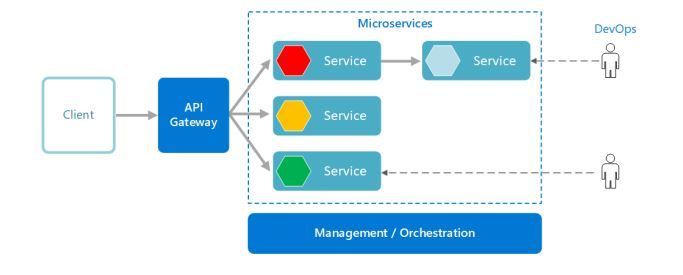 Microservices
DevOps
Service
Service
Client
API
Gateway
Service
Service
Management / Orchestration